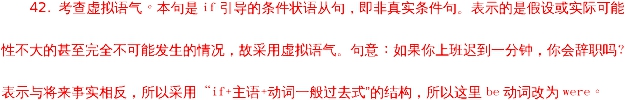 42. 考查虚拟语气。本句是 if 引导的条件状语从句，即非真实条件句。表示的是假设或实际可能
性不大的甚至完全不可能发生的情况，故采用虚拟语气。句意：如果你上班迟到一分钟，你会辞职吗?
表示与将来事实相反，所以采用“if+主语+动词一般过去式"的结构，所以这里 be 动词改为 were。